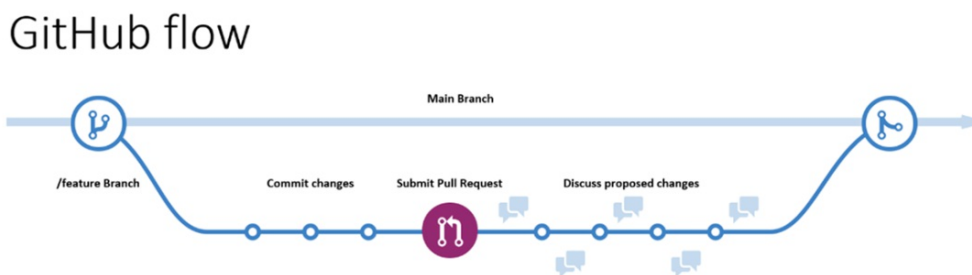 GitHub flow
Main Branch
/feature Branch
Commit changes
Submit Pull Request
Discuss proposed changes